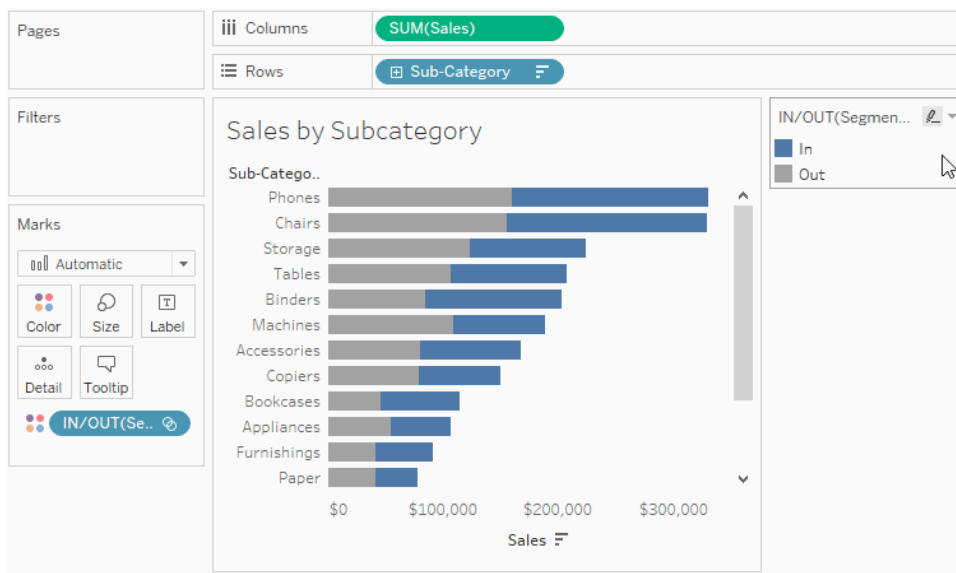 Pages
Columns
SUM(Sales)
Rows
Sub-Category
Filters
Marks
Automatic
Color
Size
Label
Detail
Tooltip
IN/OUT(Se..
Sales by Subcategory
Sub-Catego..
Phones
Chairs
Storage
Tables
Binders
Machines
Accessories
Copiers
Bookcases
Appliances
Furnishings
Paper
$0 $100,000 $200,000 $300,000
Sales
IN/OUT(Segmen...
In
Out